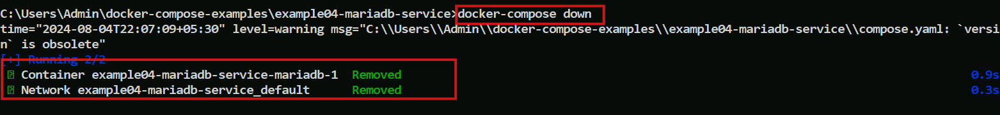 C:\Users\Admin\docker-compose-examples\example04-mariadb-service>docker-compose down
time="2024-08-04T22:07:09+05:30" level=warning msg="C:\\Users\\Admin\\docker-compose-examples\\example04-mariadb-service\\compose.yaml: `versi
n` is obsolete"
[+] Running 2/2
Container example04-mariadb-service-mariadb-1 Removed 0.9s
Network example04-mariadb-service_default Removed 0.3s